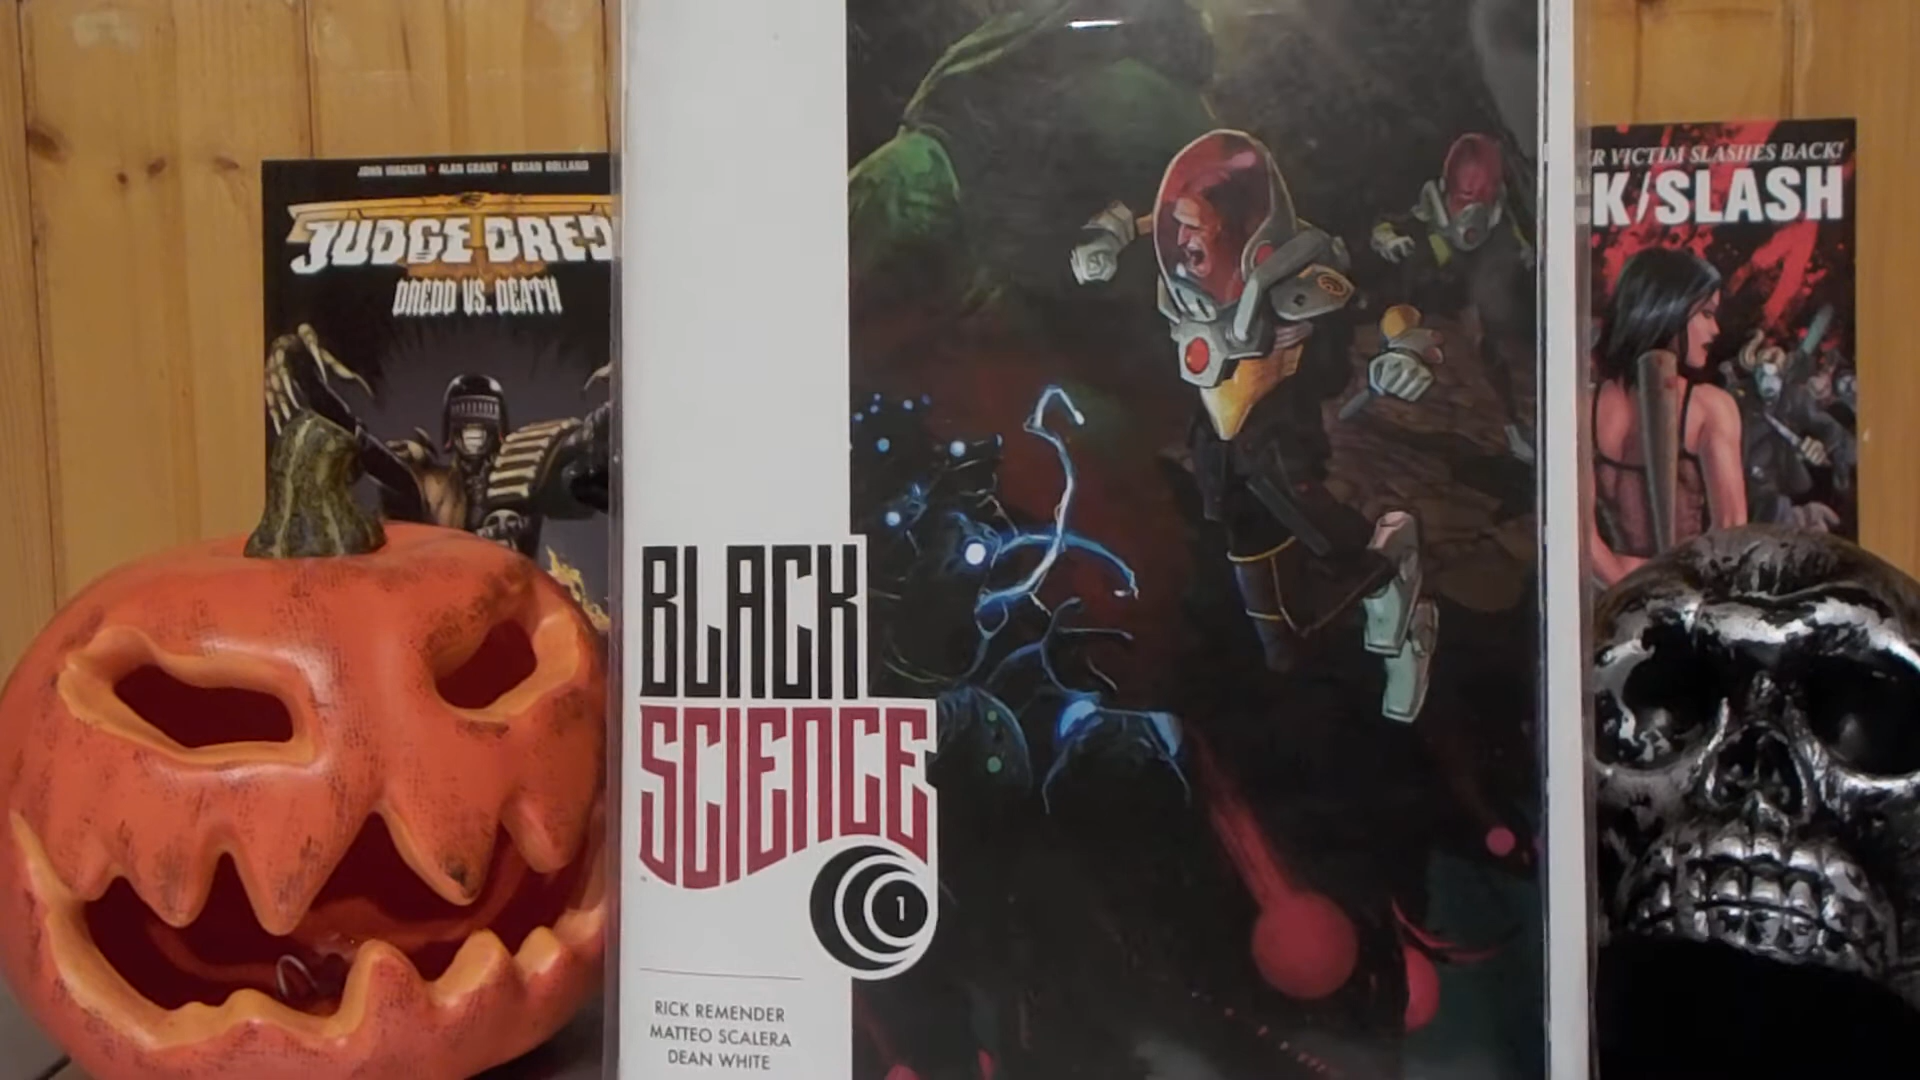 JOHN WAGNER • ALAN GRANT • BRIAN BOLLAND
JUDGE DRED
DREDD VS. DEATH
BLACK
SCIENCE
1
RICK REMENDER
MATTEO SCALERA
DEAN WHITE
R VICTIM SLASHES BACK!
K/SLASH